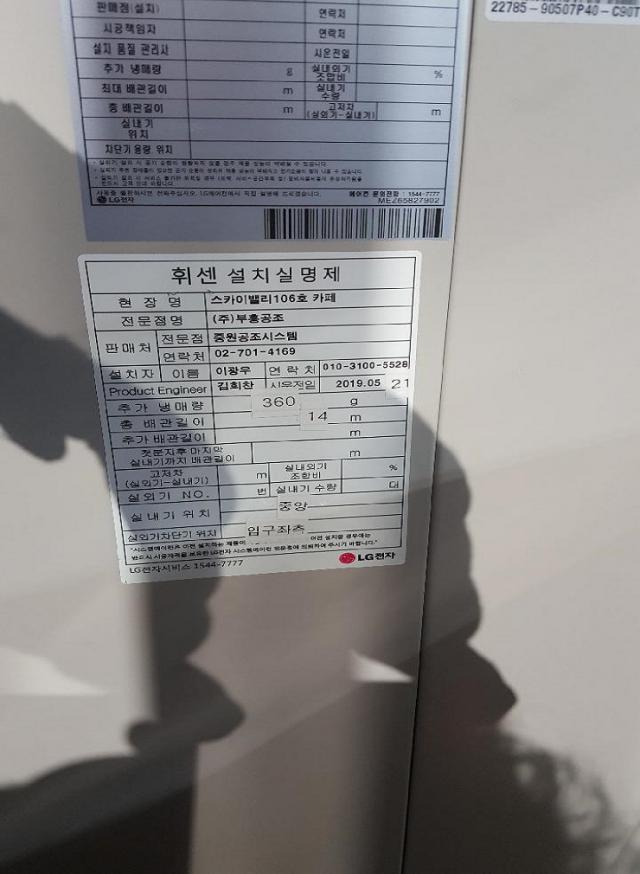 22785-90507P40-C90T
판매점(설치) 연락처
시공책임자 연락처
설치 품질 관리사 시운전일
추가 냉매량 g 실내외기 조합비 %
최대 배관길이 m 실내기 수량
총 배관길이 m 고저차 (실외기-실내기) m
실내기 위치
차단기용량 위치
LG전자
에어컨 문의전화 : 1544-7777
MEZ65827902
휘센 설치실명제
현장명 스카이밸리106호 카페
전문점명 (주)부흥공조
판매처 전문점 중원공조시스템
연락처 02-701-4169
설치자 이름 이광우 연락처 010-3100-5528
Product Engineer 김희찬 시운전일 2019.05 21
추가 냉매량 360 g
총 배관길이 14 m
추가 배관길이 m
첫분지후 마지막 실내기까지 배관길이 m
고저차 (실외기-실내기) m 실내외기 조합비 %
실외기 NO. 번 실내기 수량 대
실내기 위치 중앙
실외기차단기 위치 입구좌측
LG전자
LG전자서비스 1544-7777